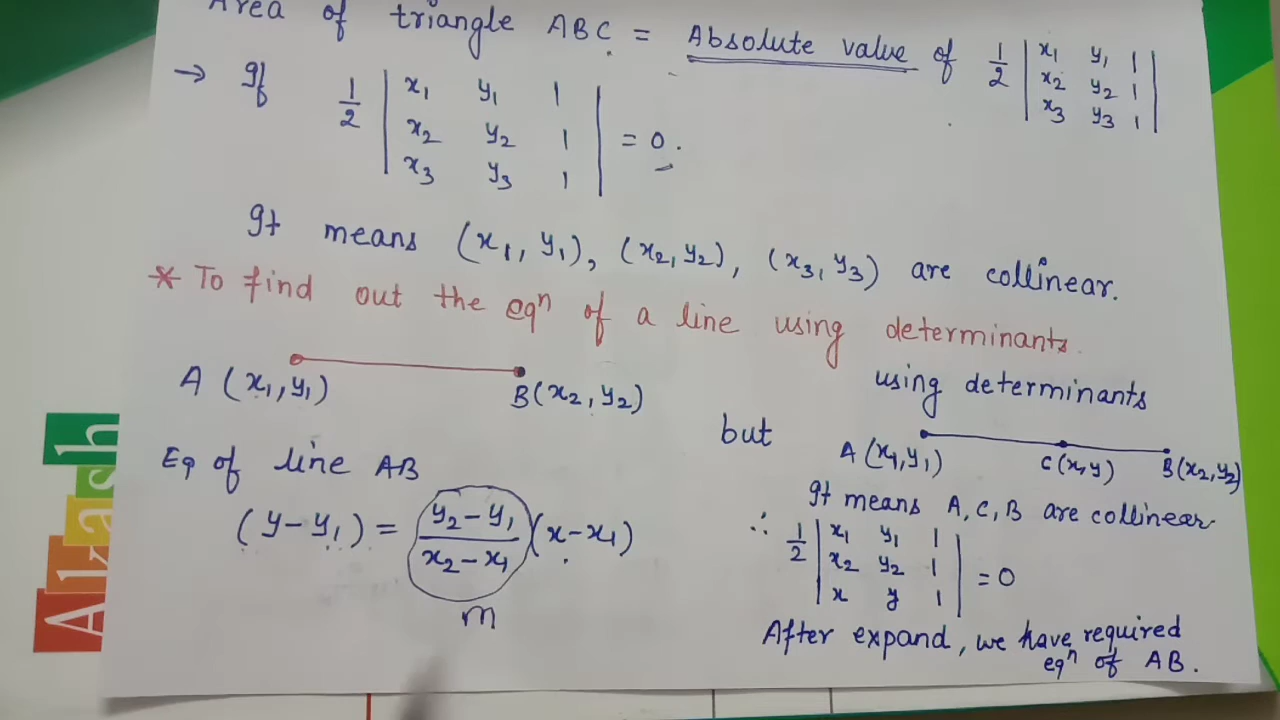 Area of triangle ABC = Absolute value of 1/2 | x₁ y₁ 1 |
| x₂ y₂ 1 |
| x₃ y₃ 1 |
→ If 1/2 | x₁ y₁ 1 |
| x₂ y₂ 1 | = 0.
| x₃ y₃ 1 |
It means (x₁, y₁), (x₂, y₂), (x₃, y₃) are collinear.
* To find out the eqⁿ of a line using determinants.
A (x₁, y₁) B(x₂, y₂)
Eq of line AB
(y - y₁) = (y₂ - y₁)/(x₂ - x₁) (x - x₁)
m
using determinants
but
A (x₁, y₁) C(x, y) B(x₂, y₂)
It means A, C, B are collinear
∴ 1/2 | x₁ y₁ 1 |
| x₂ y₂ 1 | = 0
| x y 1 |
After expand, we have required
eqⁿ of AB.
Akash